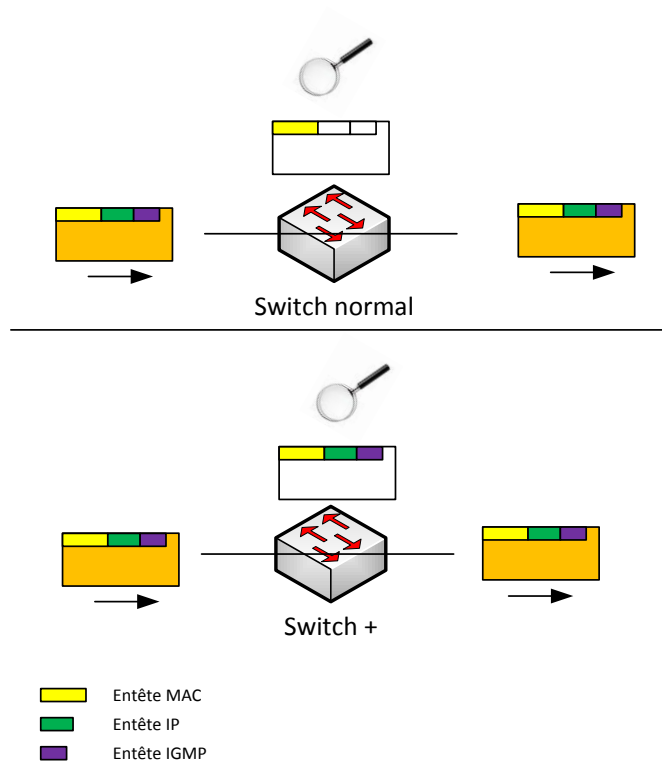 Switch normal
Switch +
Entête MAC
Entête IP
Entête IGMP